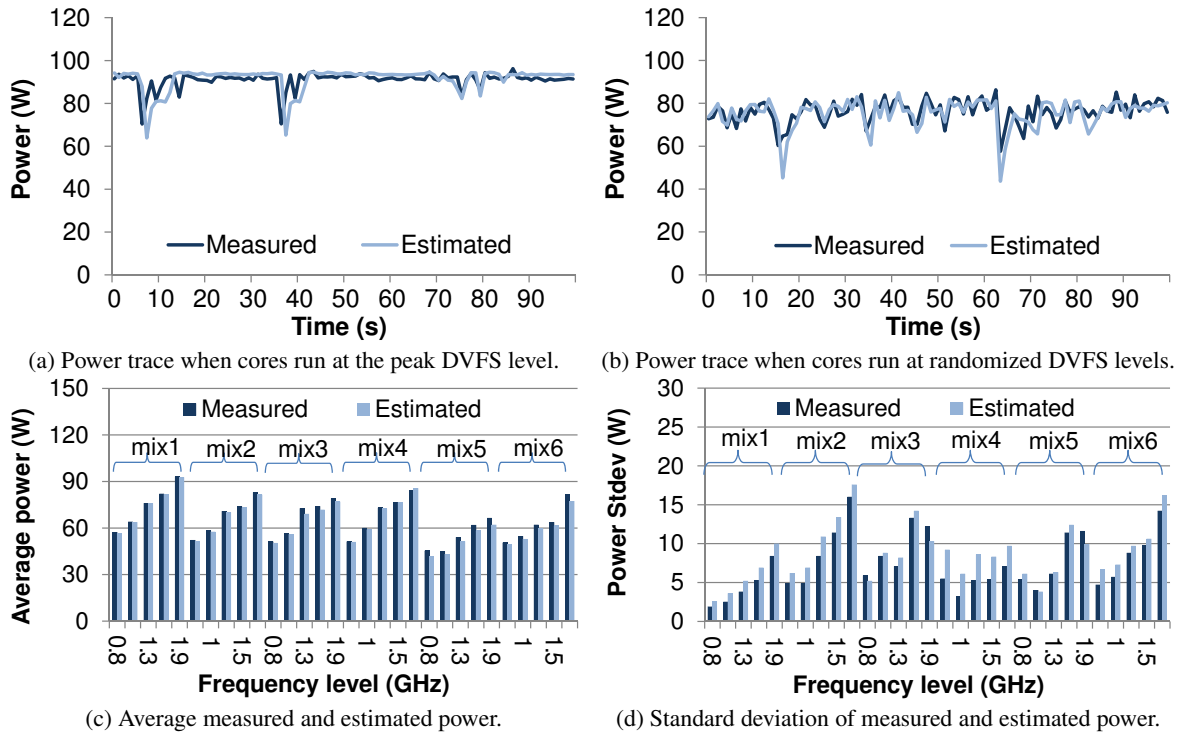 120
100
80
60
40
20
0
Power (W)
Measured
Estimated
0 10 20 30 40 50 60 70 80 90
Time (s)
(a) Power trace when cores run at the peak DVFS level.
120
100
80
60
40
20
0
Power (W)
Measured
Estimated
0 10 20 30 40 50 60 70 80 90
Time (s)
(b) Power trace when cores run at randomized DVFS levels.
150
120
90
60
30
0
Average power (W)
Measured
Estimated
mix1 mix2 mix3 mix4 mix5 mix6
0.8 1.3 1.9 1 1.5 0.8 1.3 1.9 1 1.5 0.8 1.3 1.9 1 1.5
Frequency level (GHz)
(c) Average measured and estimated power.
30
25
20
15
10
5
0
Power Stdev (W)
Measured
Estimated
mix1 mix2 mix3 mix4 mix5 mix6
0.8 1.3 1.9 1 1.5 0.8 1.3 1.9 1 1.5 0.8 1.3 1.9 1 1.5
Frequency level (GHz)
(d) Standard deviation of measured and estimated power.